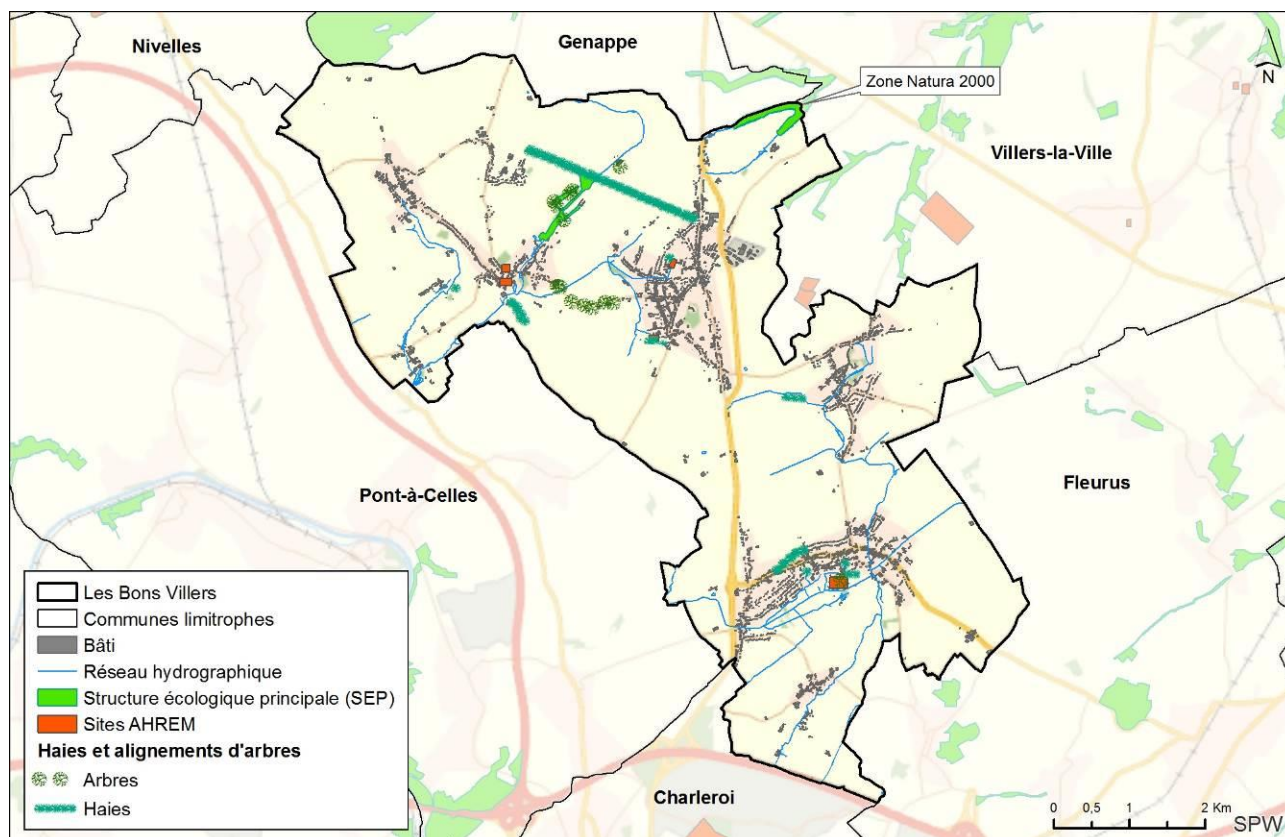 Nivelles
Genappe
N
Zone Natura 2000
Villers-la-Ville
Pont-à-Celles
Fleurus
Les Bons Villers
Communes limitrophes
Bâti
Réseau hydrographique
Structure écologique principale (SEP)
Sites AHREM
Haies et alignements d'arbres
Arbres
Haies
Charleroi
0 0,5 1 2 Km
SPW